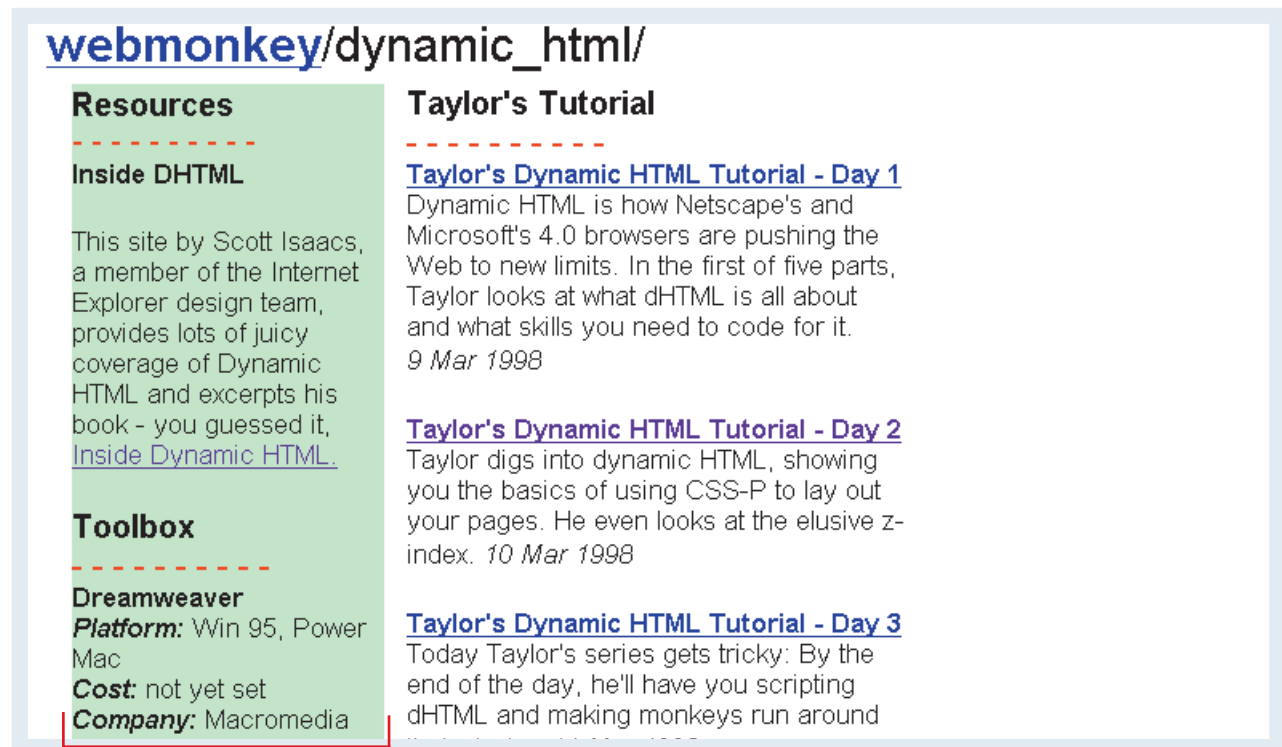 webmonkey/dynamic_html/
Resources
Inside DHTML
This site by Scott Isaacs,
a member of the Internet
Explorer design team,
provides lots of juicy
coverage of Dynamic
HTML and excerpts his
book - you guessed it,
Inside Dynamic HTML.
Toolbox
Dreamweaver
Platform: Win 95, Power
Mac
Cost: not yet set
Company: Macromedia
Taylor's Tutorial
Taylor's Dynamic HTML Tutorial - Day 1
Dynamic HTML is how Netscape's and
Microsoft's 4.0 browsers are pushing the
Web to new limits. In the first of five parts,
Taylor looks at what dHTML is all about
and what skills you need to code for it.
9 Mar 1998
Taylor's Dynamic HTML Tutorial - Day 2
Taylor digs into dynamic HTML, showing
you the basics of using CSS-P to lay out
your pages. He even looks at the elusive z-
index. 10 Mar 1998
Taylor's Dynamic HTML Tutorial - Day 3
Today Taylor's series gets tricky: By the
end of the day, he'll have you scripting
dHTML and making monkeys run around